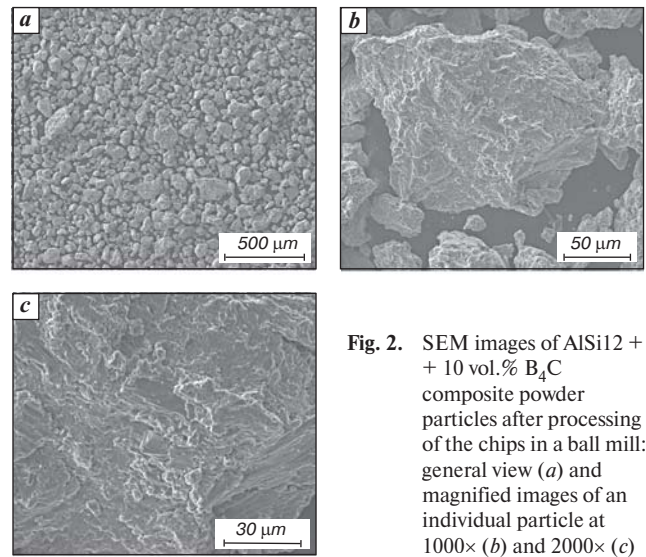 a
500 µm
b
50 µm
c
30 µm
Fig. 2. SEM images of AlSi12 +
+ 10 vol.% B₄C
composite powder
particles after processing
of the chips in a ball mill:
general view (a) and
magnified images of an
individual particle at
1000× (b) and 2000× (c)